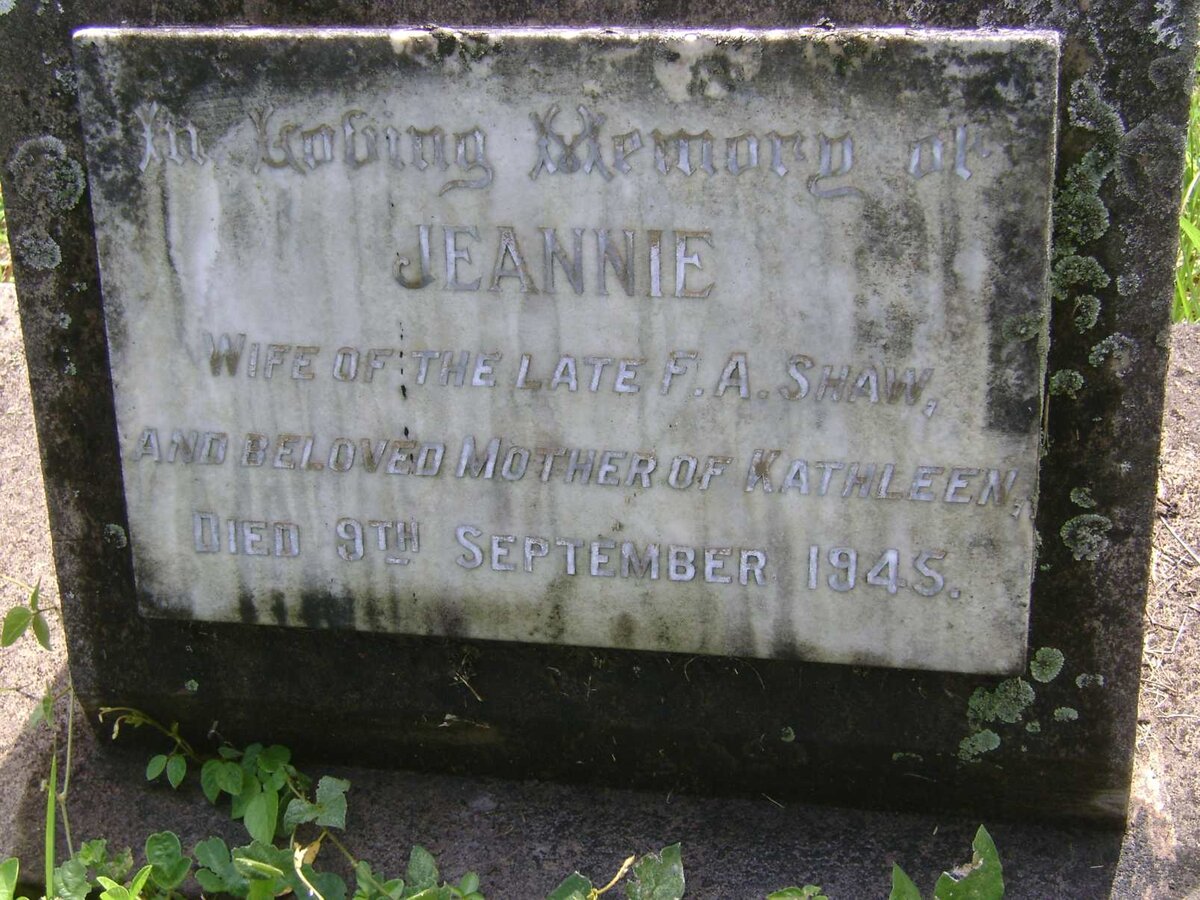 In Loving Memory of
JEANNIE
WIFE OF THE LATE F.A. SHAW,
AND BELOVED MOTHER OF KATHLEEN,
DIED 9TH SEPTEMBER 1945.